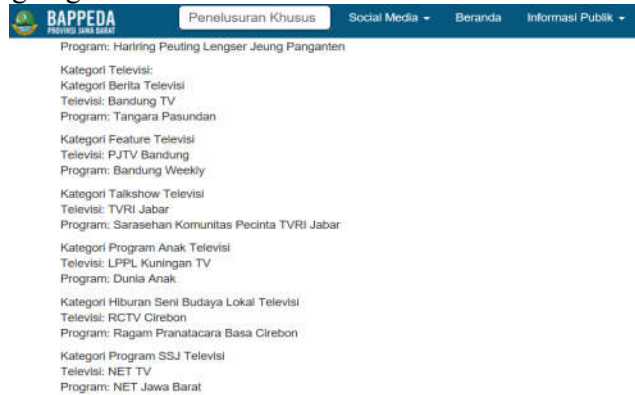 BAPPEDA
PROVINSI JAWA BARAT
Penelusuran Khusus
Social Media
Beranda
Informasi Publik
Program: Hariring Peuting Lengser Jeung Panganten
Kategori Televisi:
Kategori Berita Televisi
Televisi: Bandung TV
Program: Tangara Pasundan
Kategori Feature Televisi
Televisi: PJTV Bandung
Program: Bandung Weekly
Kategori Talkshow Televisi
Televisi: TVRI Jabar
Program: Sarasehan Komunitas Pecinta TVRI Jabar
Kategori Program Anak Televisi
Televisi: LPPL Kuningan TV
Program: Dunia Anak
Kategori Hiburan Seni Budaya Lokal Televisi
Televisi: RCTV Cirebon
Program: Ragam Pranatacara Basa Cirebon
Kategori Program SSJ Televisi
Televisi: NET TV
Program: NET Jawa Barat